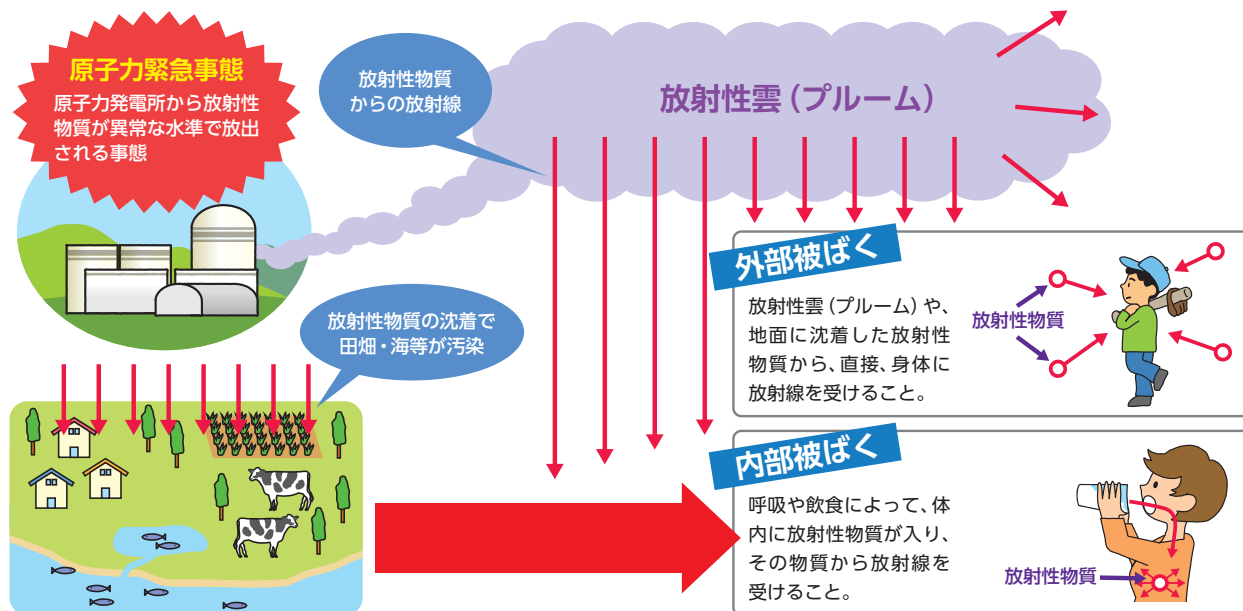 原子力緊急事態
原子力発電所から放射性
物質が異常な水準で放出
される事態
放射性物質
からの放射線
放射性雲（プルーム）
放射性物質の沈着で
田畑・海等が汚染
外部被ばく
放射性雲（プルーム）や、
地面に沈着した放射性
物質から、直接、身体に
放射線を受けること。
放射性物質
内部被ばく
呼吸や飲食によって、体
内に放射性物質が入り、
その物質から放射線を
受けること。
放射性物質